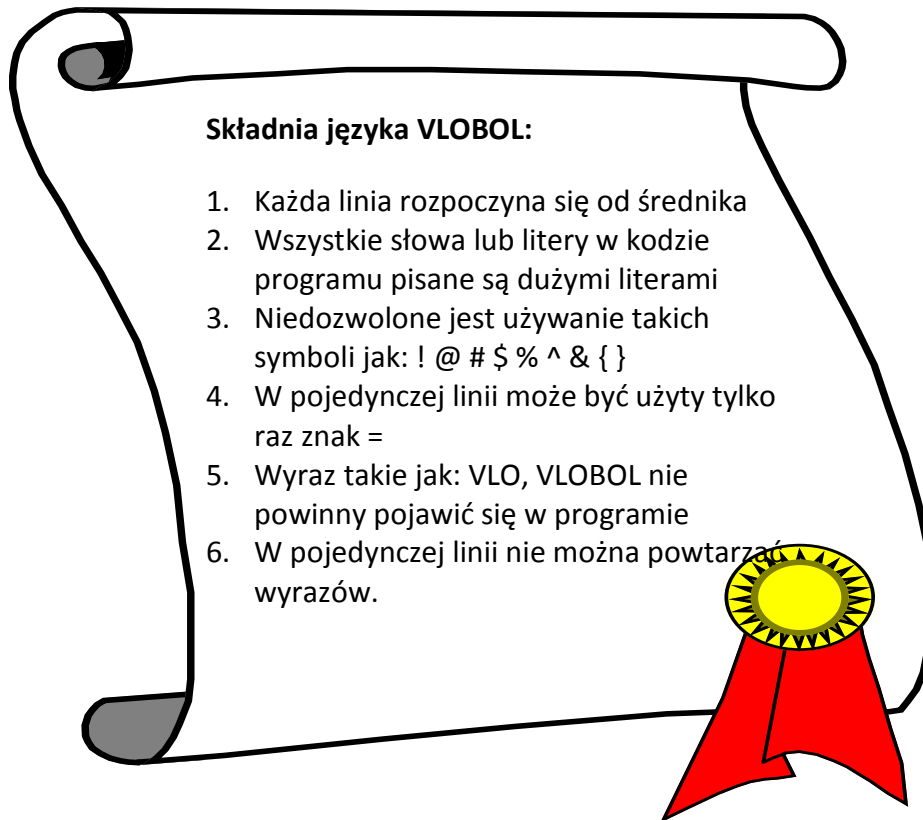 Składnia języka VLOBOL:
1. Każda linia rozpoczyna się od średnika
2. Wszystkie słowa lub litery w kodzie
programu pisane są dużymi literami
3. Niedozwolone jest używanie takich
symboli jak: ! @ # $ % ^ & { }
4. W pojedynczej linii może być użyty tylko
raz znak =
5. Wyraz takie jak: VLO, VLOBOL nie
powinny pojawić się w programie
6. W pojedynczej linii nie można powtarzać
wyrazów.